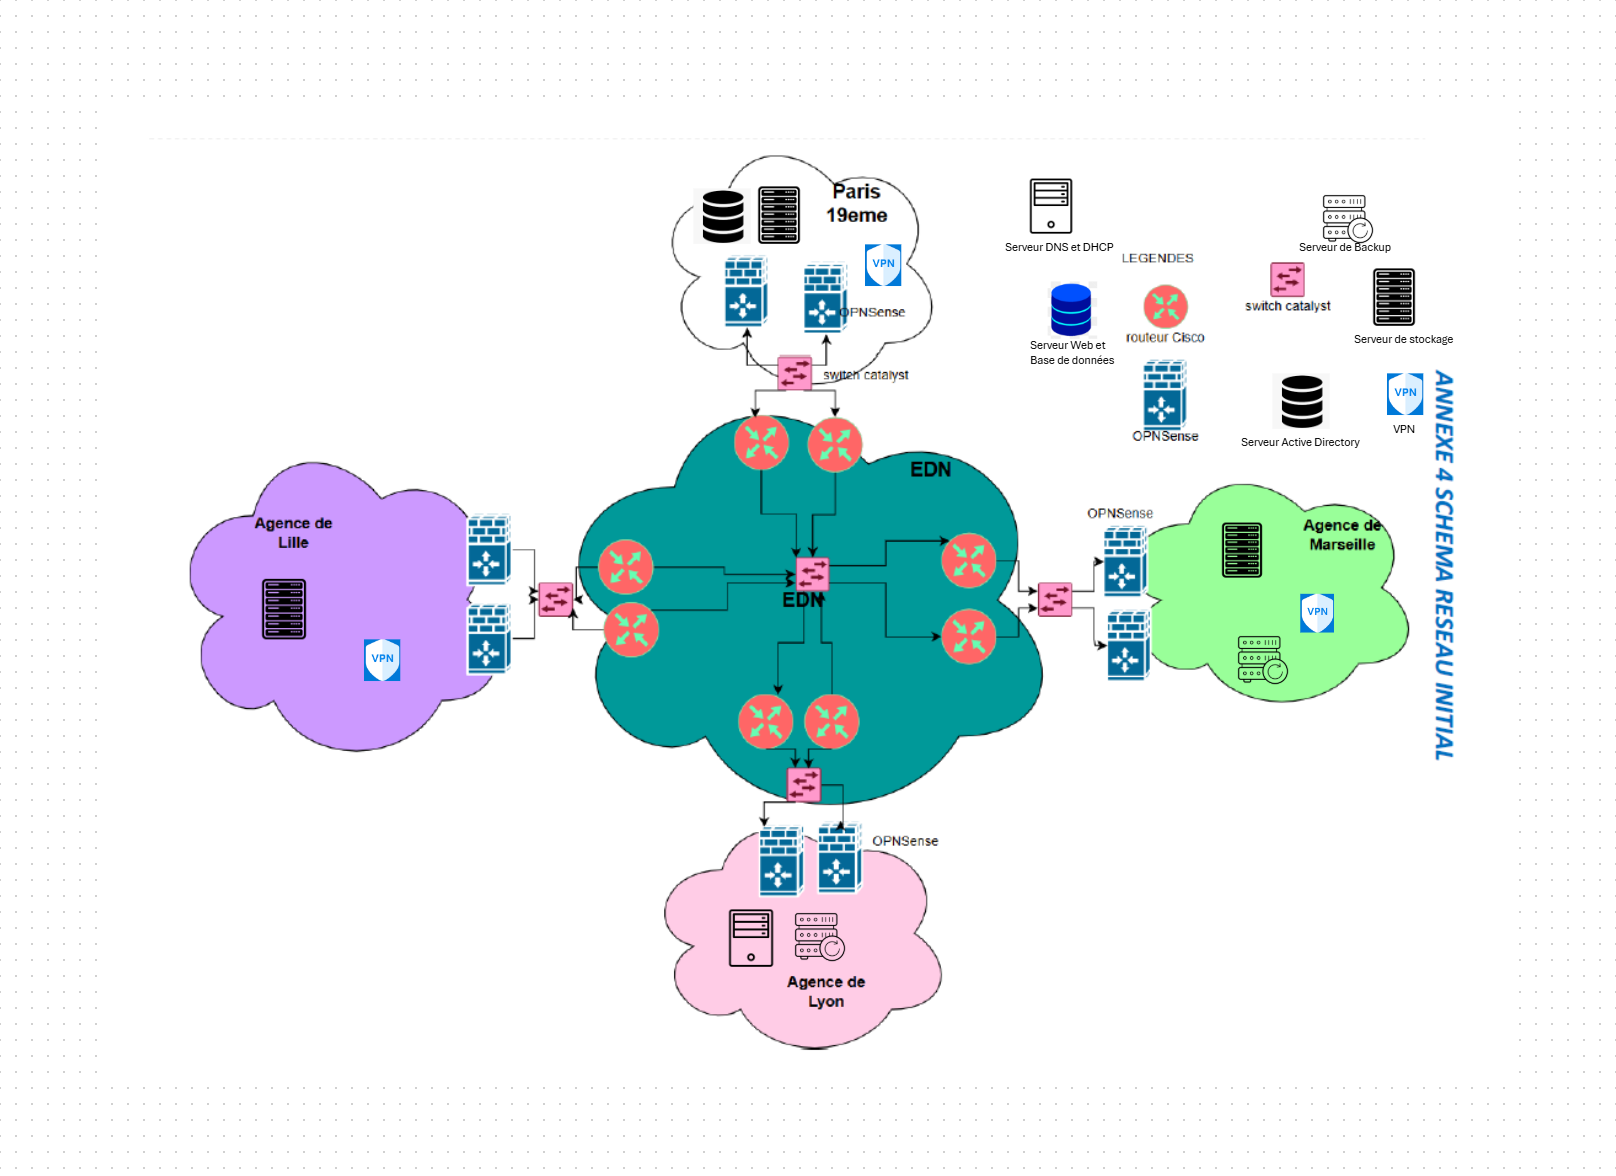 Paris
19eme
VPN
OPNSense
switch catalyst
Serveur DNS et DHCP
LEGENDES
Serveur de Backup
switch catalyst
Serveur Web et
Base de données
routeur Cisco
Serveur de stockage
OPNSense
Serveur Active Directory
VPN
VPN
ANNEXE 4 SCHEMA RESEAU INITIAL
EDN
Agence de
Lille
VPN
EDN
OPNSense
Agence de
Marseille
VPN
OPNSense
Agence de
Lyon